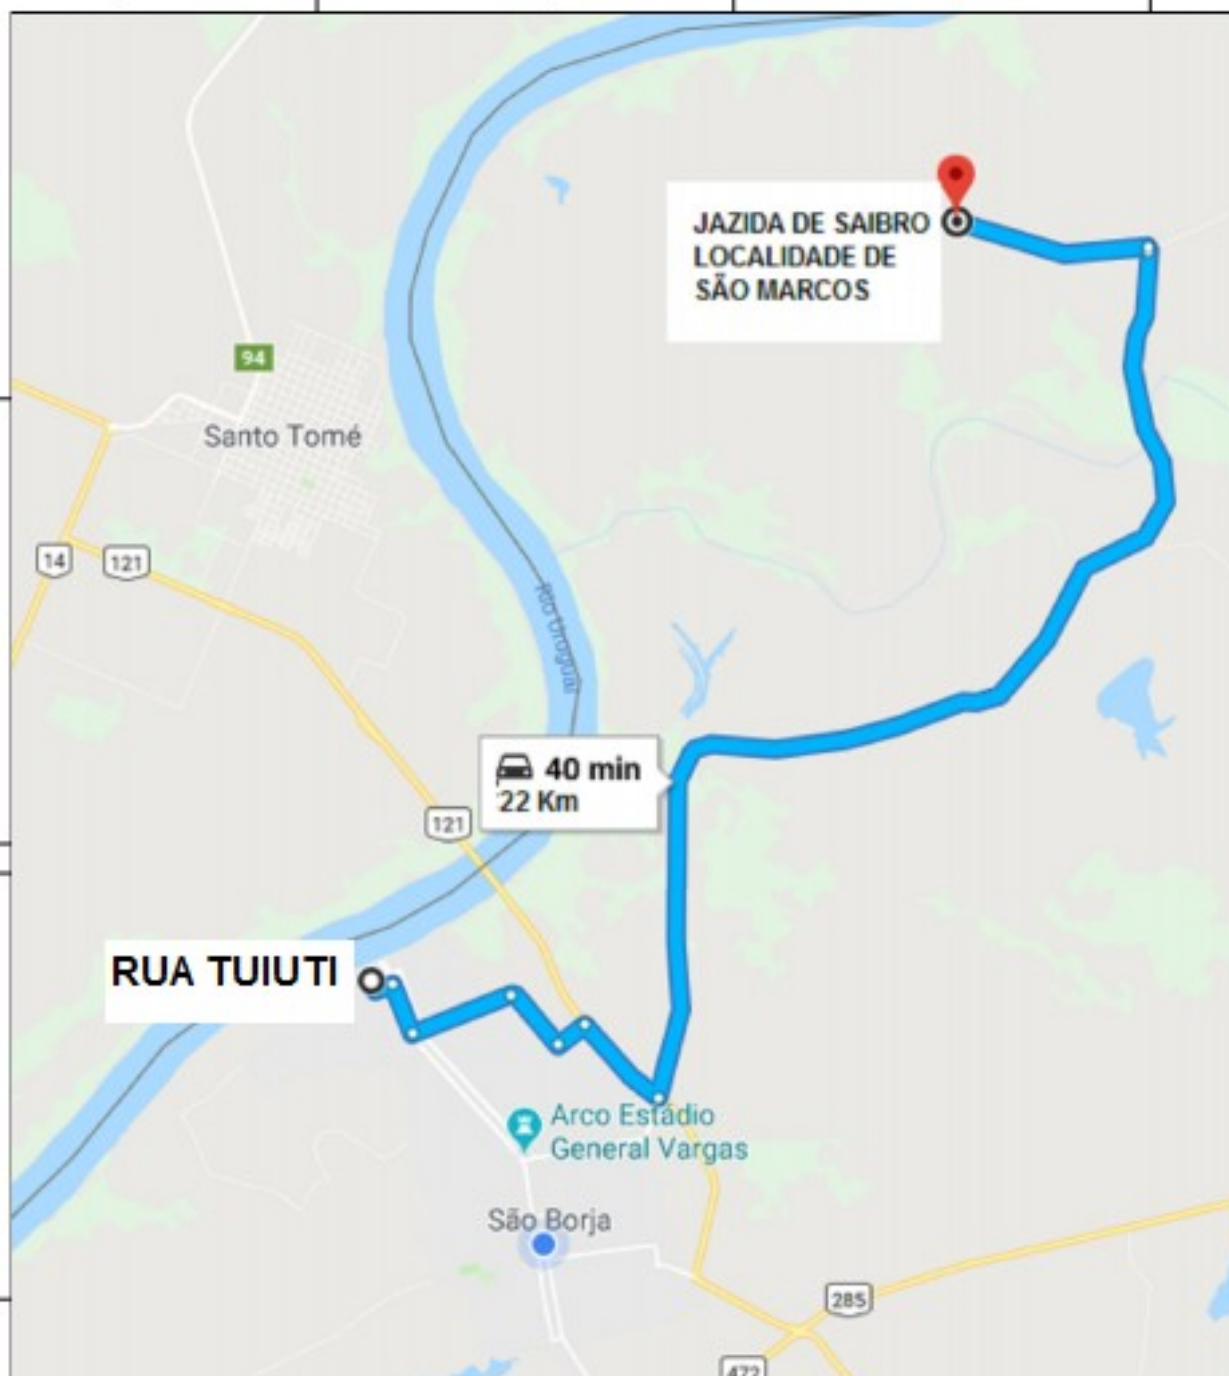 JAZIDA DE SAIBRO
LOCALIDADE DE
SÃO MARCOS
94
Santo Tomé
14
121
Rio Uruguai
40 min
22 Km
121
RUA TUIUTI
Arco Estádio
General Vargas
São Borja
285
472